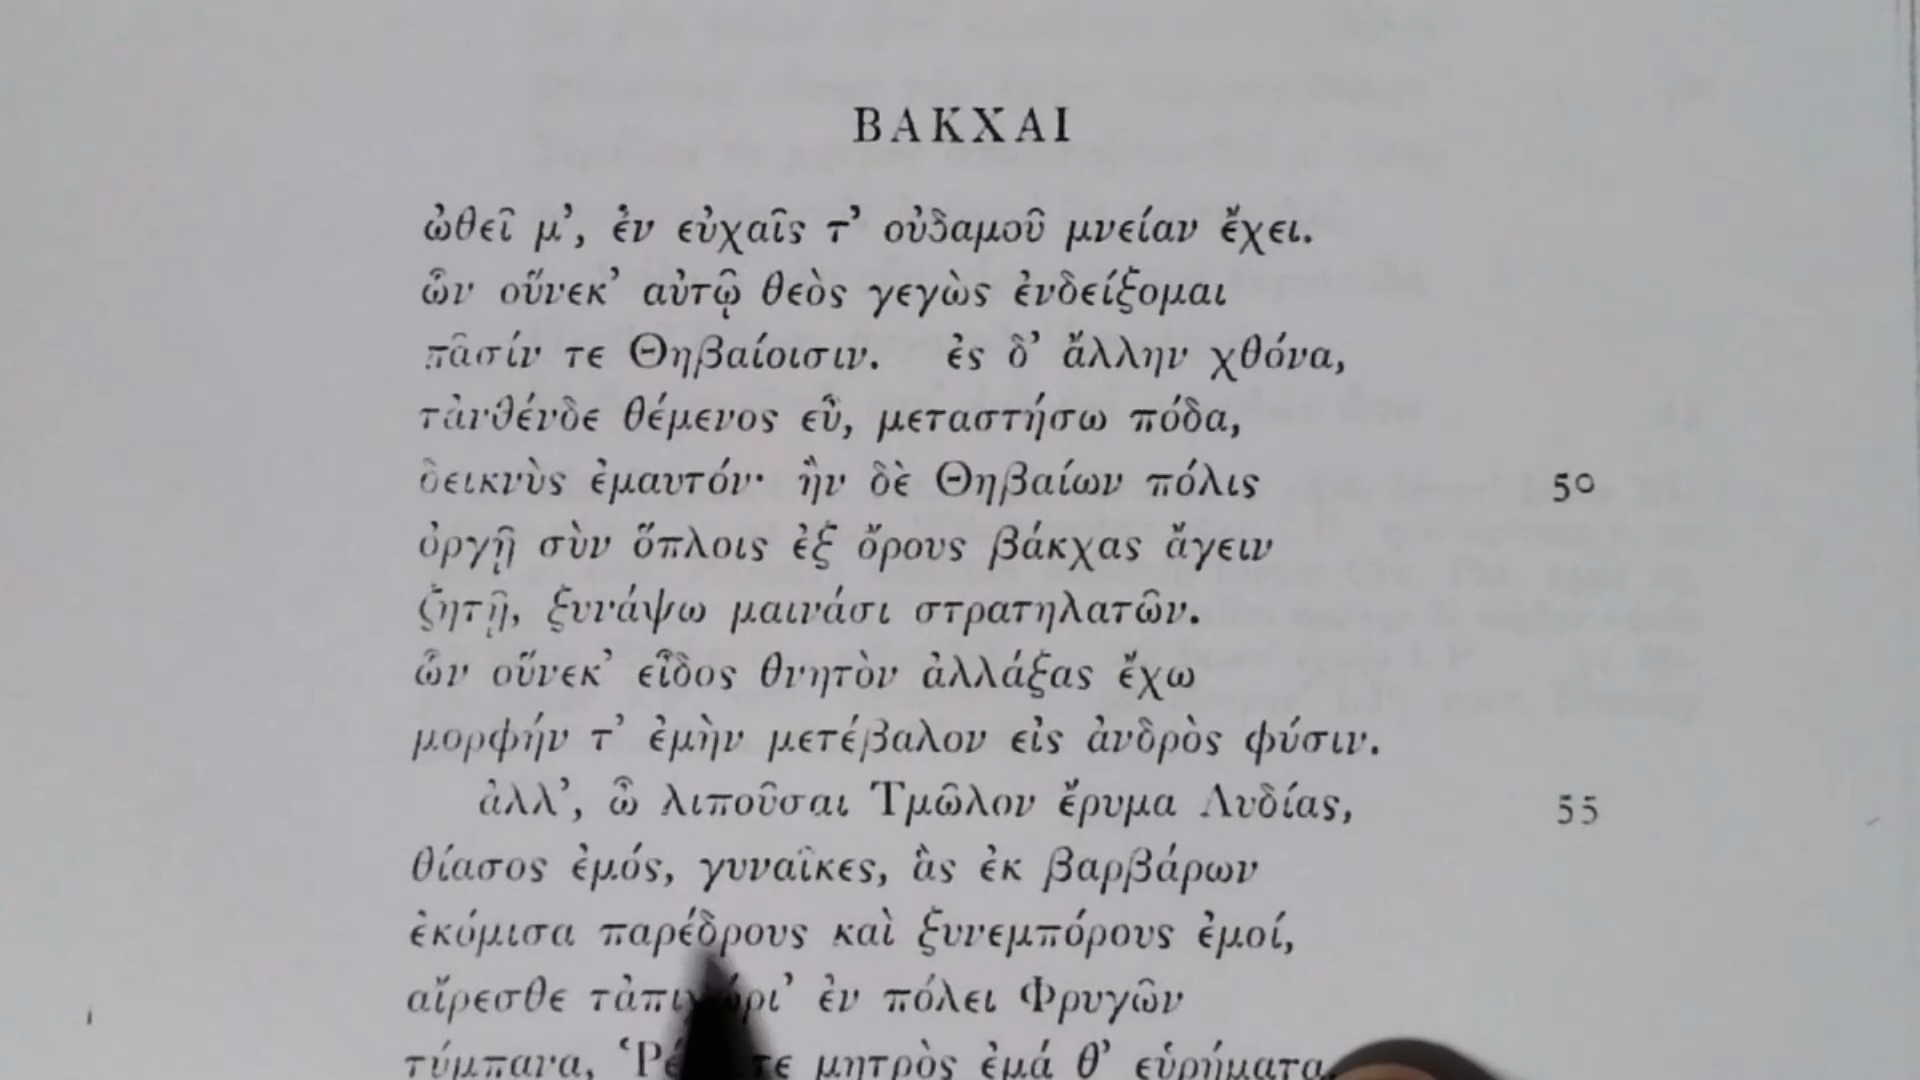 ΒΑΚΧΑΙ
ὠθεῖ μ’, ἐν εὐχαῖς τ’ οὐδαμοῦ μνείαν ἔχει.
ὧν οὕνεκ’ αὐτῷ θεὸς γεγὼς ἐνδείξομαι
πᾶσίν τε Θηβαίοισιν. ἐς δ’ ἄλλην χθόνα,
τἀνθένδε θέμενος εὖ, μεταστήσω πόδα,
δεικνὺς ἐμαυτόν· ἢν δὲ Θηβαίων πόλις 50
ὀργῇ σὺν ὅπλοις ἐξ ὄρους βάκχας ἄγειν
ζητῇ, ξυνάψω μαινάσι στρατηλατῶν.
ὧν οὕνεκ’ εἶδος θνητὸν ἀλλάξας ἔχω
μορφήν τ’ ἐμὴν μετέβαλον εἰς ἀνδρὸς φύσιν.
ἀλλ’, ὦ λιποῦσαι Τμῶλον ἔρυμα Λυδίας, 55
θίασος ἐμός, γυναῖκες, ἃς ἐκ βαρβάρων
ἐκόμισα παρέδρους καὶ ξυνεμπόρους ἐμοί,
αἴρεσθε ἐν πόλει Φρυγῶν
τύμπανα, μητρὸς ἐμά θ’ εὑρήματα,